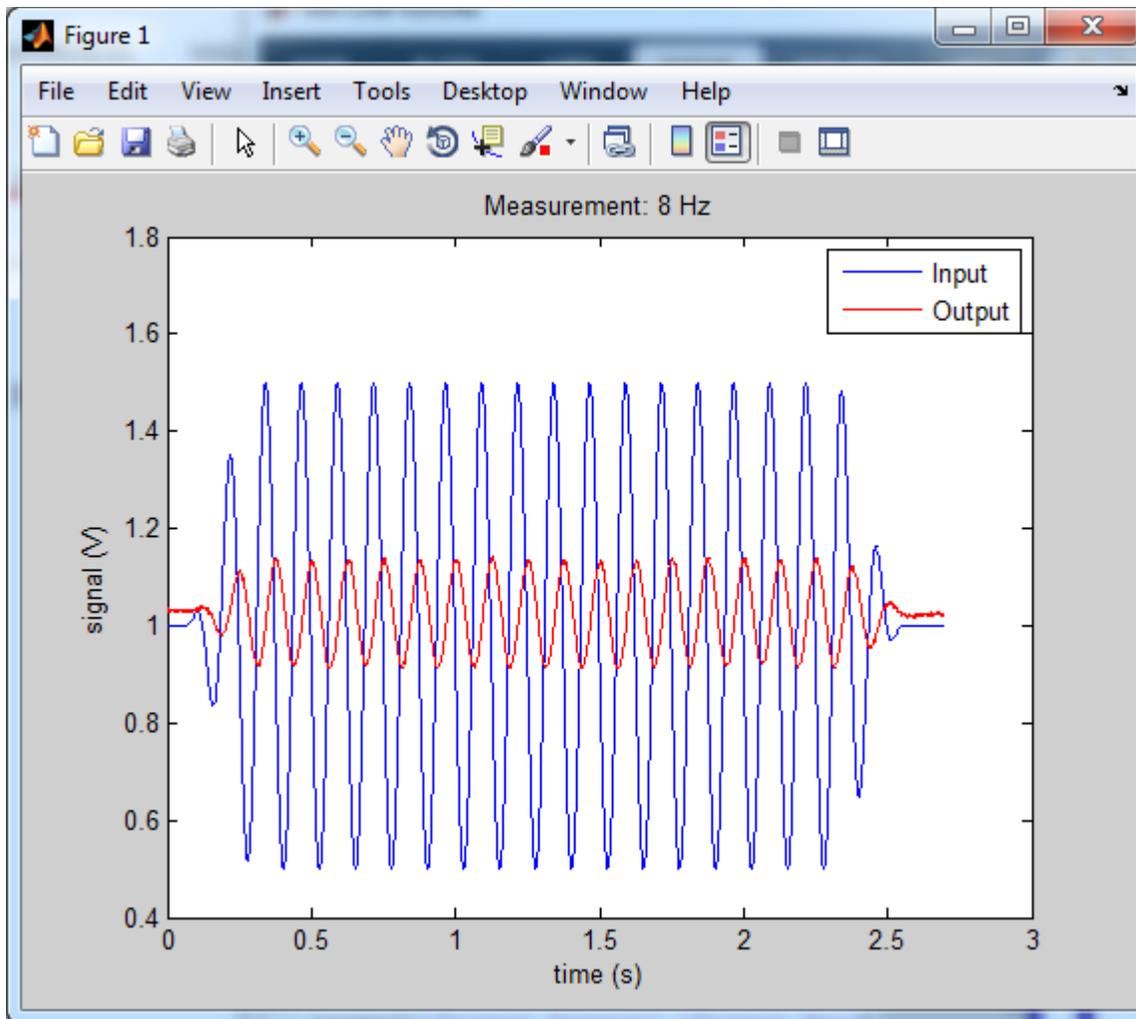 Figure 1
File Edit View Insert Tools Desktop Window Help
Measurement: 8 Hz
1.8
1.6
1.4
1.2
1
0.8
0.6
0.4
signal (V)
Input
Output
0 0.5 1 1.5 2 2.5 3
time (s)